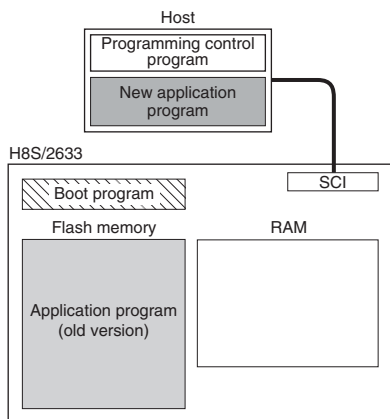 Host
Programming control
program
New application
program
H8S/2633
SCI
Boot program
Flash memory
RAM
Application program
(old version)